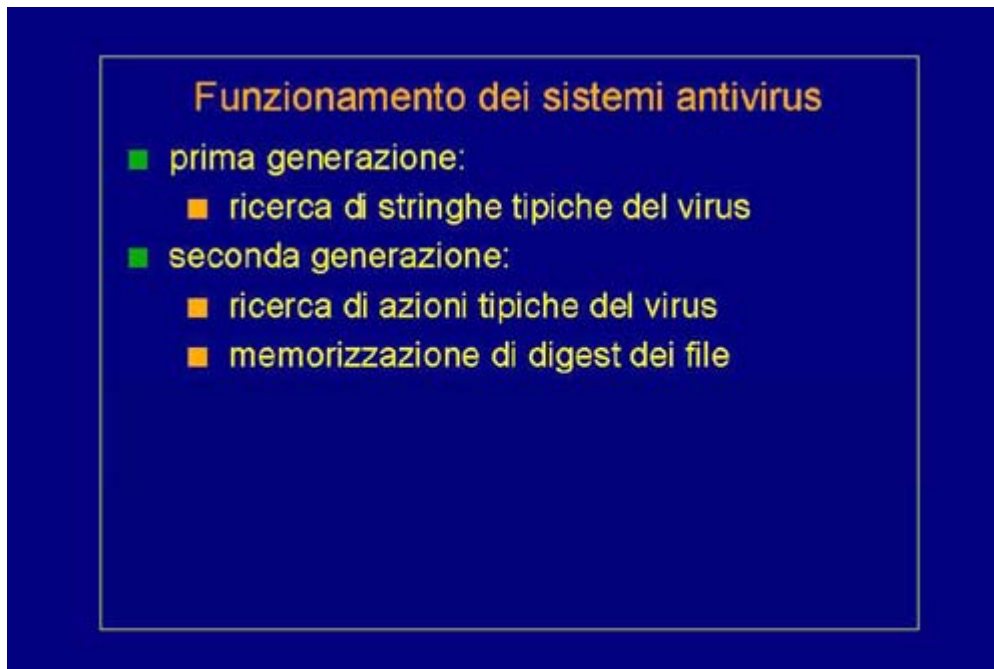 Funzionamento dei sistemi antivirus
prima generazione:
ricerca di stringhe tipiche del virus
seconda generazione:
ricerca di azioni tipiche del virus
memorizzazione di digest dei file